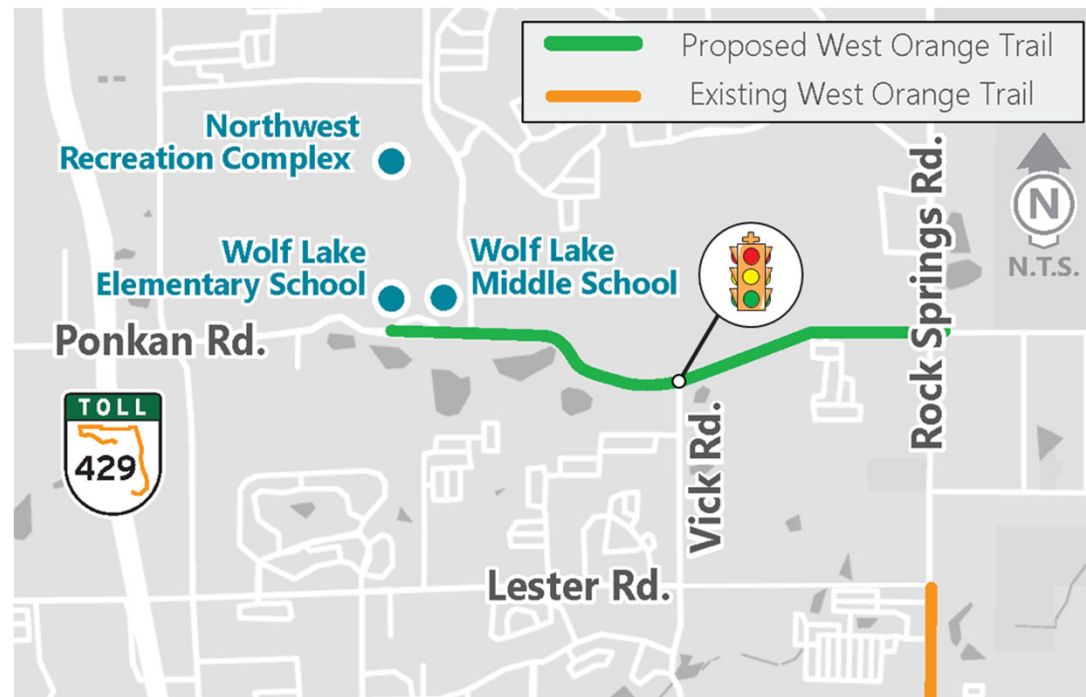 Proposed West Orange Trail
Existing West Orange Trail
Northwest
Recreation Complex
Wolf Lake
Elementary School
Wolf Lake
Middle School
N
N.T.S.
Ponkan Rd.
Rock Springs Rd.
TOLL
429
Vick Rd.
Lester Rd.